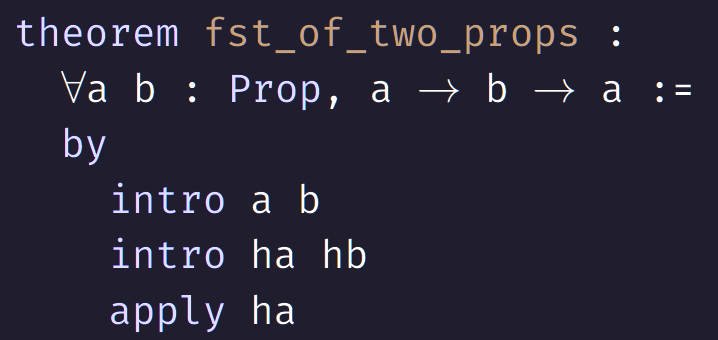 theorem fst_of_two_props :
∀a b : Prop, a → b → a :=
by
intro a b
intro ha hb
apply ha